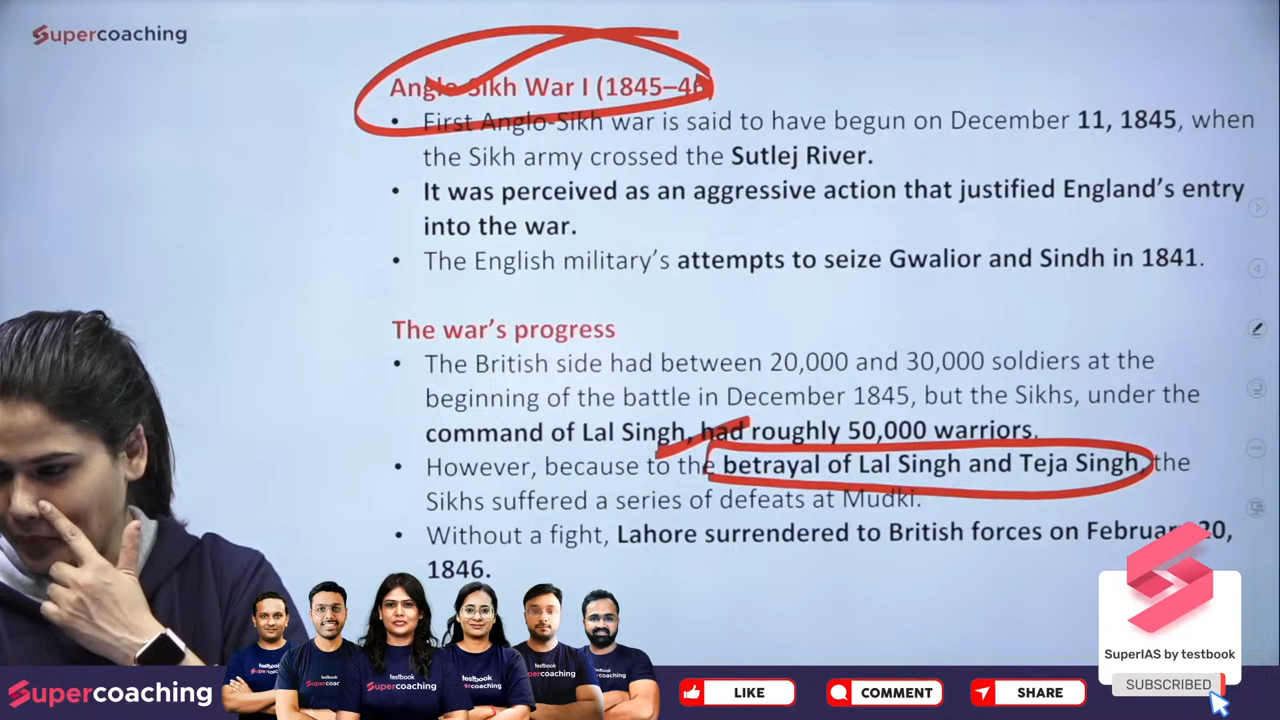 Supercoaching
Anglo-Sikh War I (1845–46)
• First Anglo-Sikh war is said to have begun on December 11, 1845, when
the Sikh army crossed the Sutlej River.
• It was perceived as an aggressive action that justified England's entry
into the war.
• The English military's attempts to seize Gwalior and Sindh in 1841.
The war's progress
• The British side had between 20,000 and 30,000 soldiers at the
beginning of the battle in December 1845, but the Sikhs, under the
command of Lal Singh, had roughly 50,000 warriors.
• However, because to the betrayal of Lal Singh and Teja Singh, the
Sikhs suffered a series of defeats at Mudki.
• Without a fight, Lahore surrendered to British forces on February 20,
1846.
SuperIAS by testbook
SUBSCRIBED
Supercoaching
testbook
Supercoaching
LIKE
COMMENT
SHARE